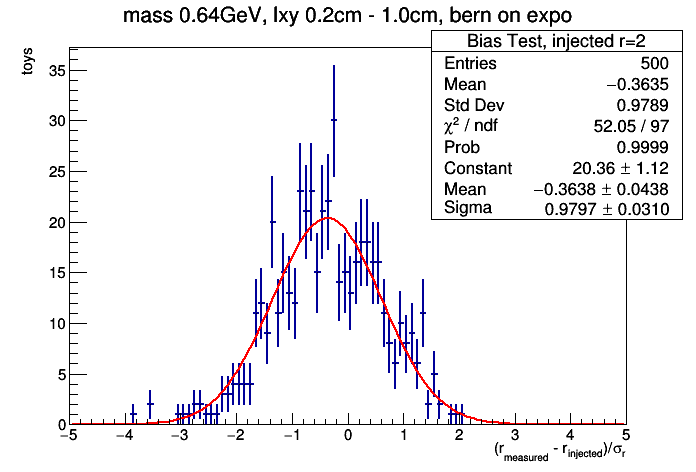 mass 0.64GeV, lxy 0.2cm - 1.0cm, bern on expo
Bias Test, injected r=2
Entries 500
Mean −0.3635
Std Dev 0.9789
χ² / ndf 52.05 / 97
Prob 0.9999
Constant 20.36 ± 1.12
Mean −0.3638 ± 0.0438
Sigma 0.9797 ± 0.0310
toys
35
30
25
20
15
10
5
0
−5 −4 −3 −2 −1 0 1 2 3 4 5
(r_measured - r_injected)/σ_r